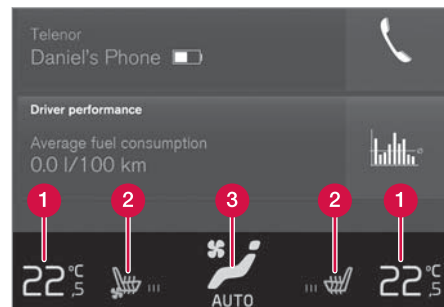 Telenor
Daniel's Phone
Driver performance
Average fuel consumption
0.0 l/100 km
1 2 3 2 1
22°C,5 22°C,5
AUTO